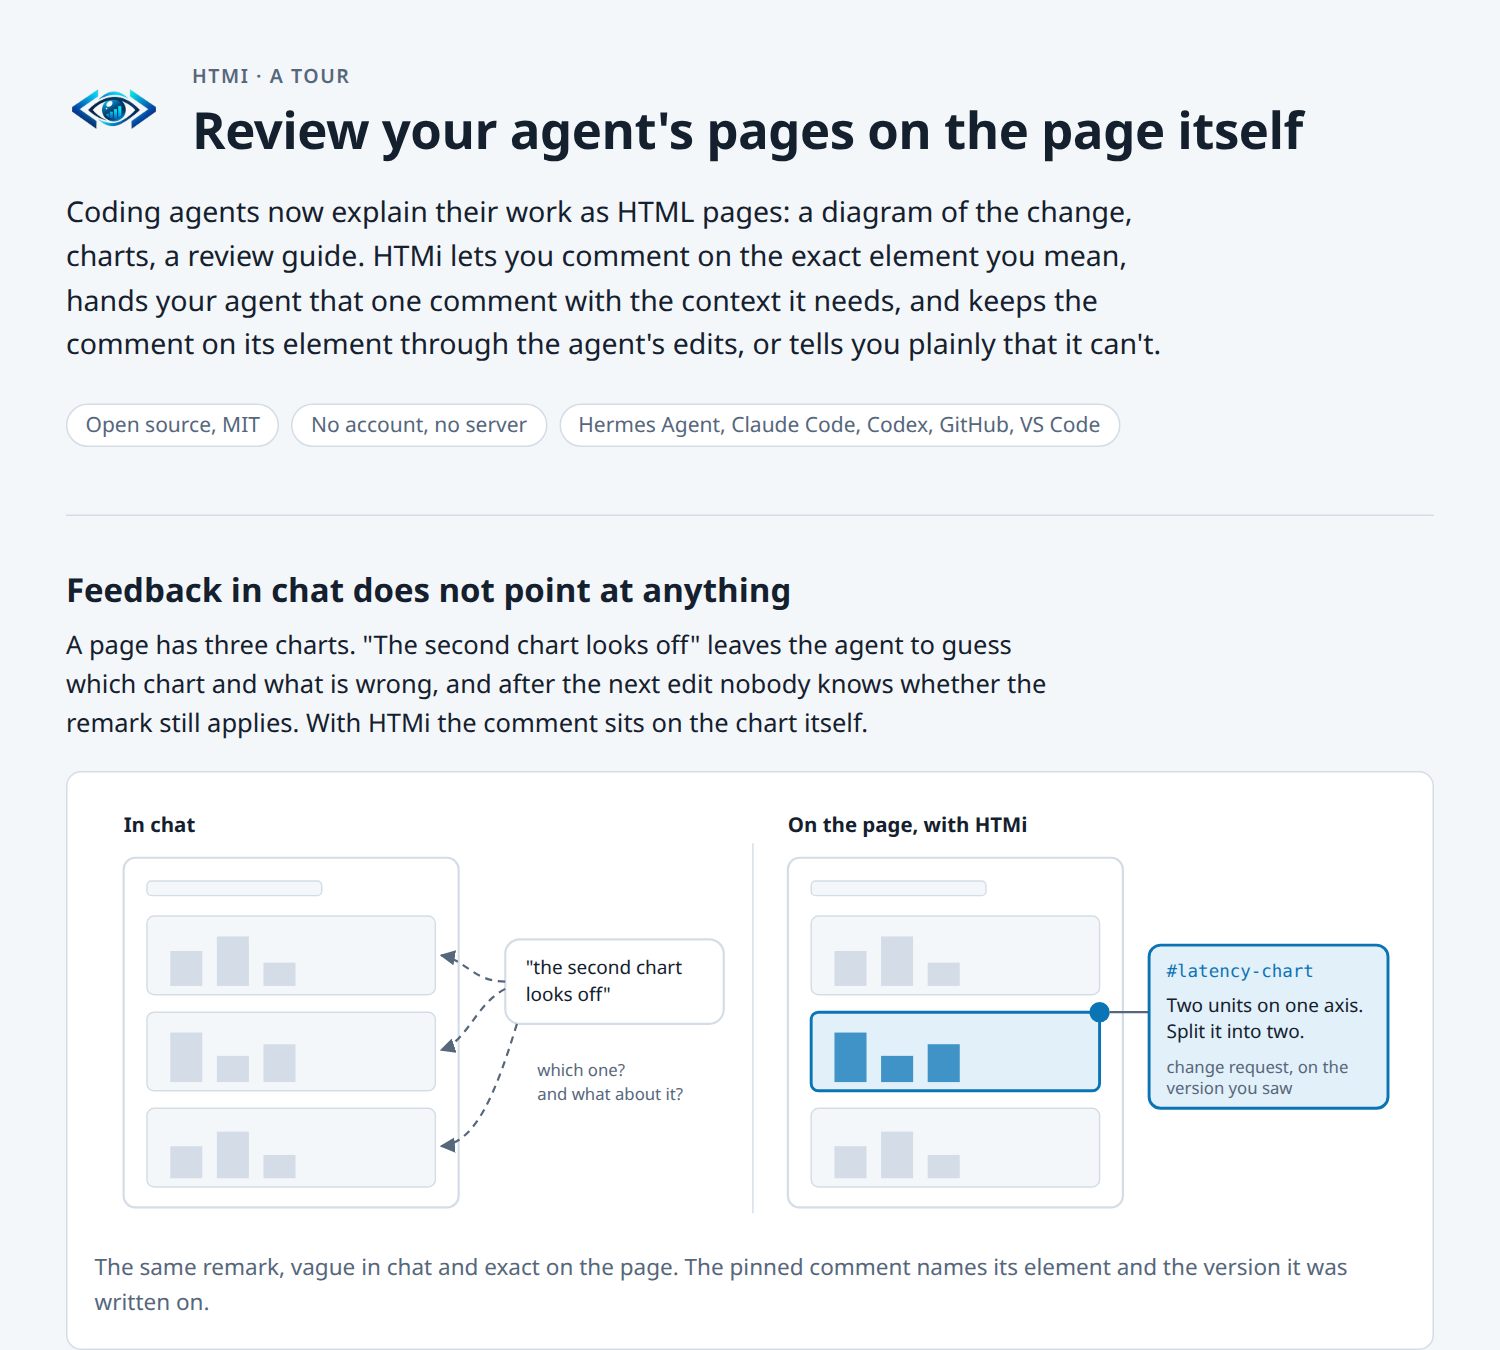 HTMI · A TOUR
Review your agent's pages on the page itself
Coding agents now explain their work as HTML pages: a diagram of the change,
charts, a review guide. HTMi lets you comment on the exact element you mean,
hands your agent that one comment with the context it needs, and keeps the
comment on its element through the agent's edits, or tells you plainly that it can't.
Open source, MIT
No account, no server
Hermes Agent, Claude Code, Codex, GitHub, VS Code
Feedback in chat does not point at anything
A page has three charts. "The second chart looks off" leaves the agent to guess
which chart and what is wrong, and after the next edit nobody knows whether the
remark still applies. With HTMi the comment sits on the chart itself.
In chat
"the second chart
looks off"
which one?
and what about it?
On the page, with HTMi
#latency-chart
Two units on one axis.
Split it into two.
change request, on the
version you saw
The same remark, vague in chat and exact on the page. The pinned comment names its element and the version it was
written on.